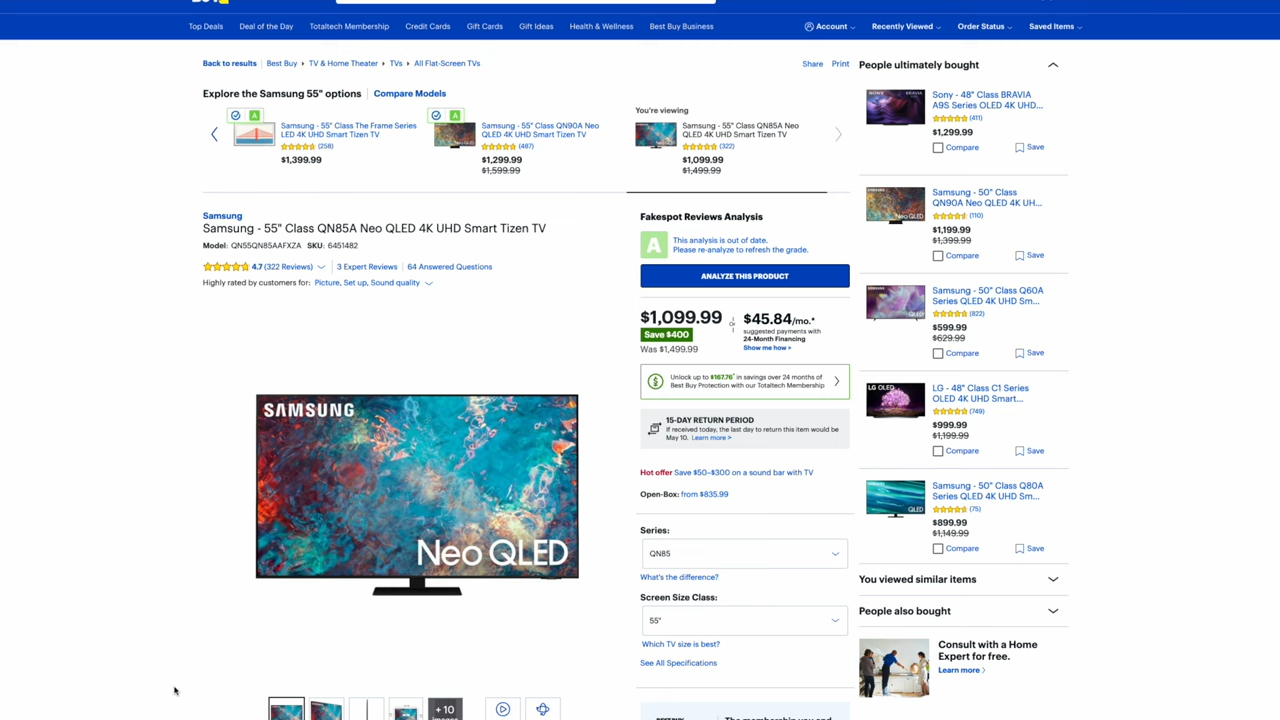 Top Deals
Deal of the Day
Totaltech Membership
Credit Cards
Gift Cards
Gift Ideas
Health & Wellness
Best Buy Business
Account
Recently Viewed
Order Status
Saved Items
Back to results
Best Buy
TV & Home Theater
TVs
All Flat-Screen TVs
Share
Print
Explore the Samsung 55" options
Compare Models
A
Samsung - 55" Class The Frame Series
LED 4K UHD Smart Tizen TV
(258)
$1,399.99
A
Samsung - 55" Class QN90A Neo
QLED 4K UHD Smart Tizen TV
(487)
$1,299.99
$1,599.99
You're viewing
Samsung - 55" Class QN85A Neo
QLED 4K UHD Smart Tizen TV
(322)
$1,099.99
$1,499.99
Samsung
Samsung - 55" Class QN85A Neo QLED 4K UHD Smart Tizen TV
Model: QN55QN85AAFXZA SKU: 6451482
4.7 (322 Reviews)
3 Expert Reviews
64 Answered Questions
Highly rated by customers for: Picture, Set up, Sound quality
SAMSUNG
Neo QLED
+ 10
images
Fakespot Reviews Analysis
A
This analysis is out of date.
Please re-analyze to refresh the grade.
ANALYZE THIS PRODUCT
$1,099.99
Save $400
Was $1,499.99
Or
$45.84/mo.*
suggested payments with
24-Month Financing
Show me how >
Unlock up to $167.76* in savings over 24 months of
Best Buy Protection with our Totaltech Membership
15-DAY RETURN PERIOD
If received today, the last day to return this item would be
May 10. Learn more >
Hot offer Save $50-$300 on a sound bar with TV
Open-Box: from $835.99
Series:
QN85
What's the difference?
Screen Size Class:
55"
Which TV size is best?
See All Specifications
The membership you and
People ultimately bought
Sony - 48" Class BRAVIA
A9S Series OLED 4K UHD...
(411)
$1,299.99
Compare
Save
Samsung - 50" Class
QN90A Neo QLED 4K UH...
(110)
$1,199.99
$1,399.99
Compare
Save
Samsung - 50" Class Q60A
Series QLED 4K UHD Sm...
(822)
$599.99
$629.99
Compare
Save
LG OLED
LG - 48" Class C1 Series
OLED 4K UHD Smart...
(749)
$999.99
$1,199.99
Compare
Save
QLED
Samsung - 50" Class Q80A
Series QLED 4K UHD Sm...
(75)
$899.99
$1,149.99
Compare
Save
You viewed similar items
People also bought
Consult with a Home
Expert for free.
Learn more >